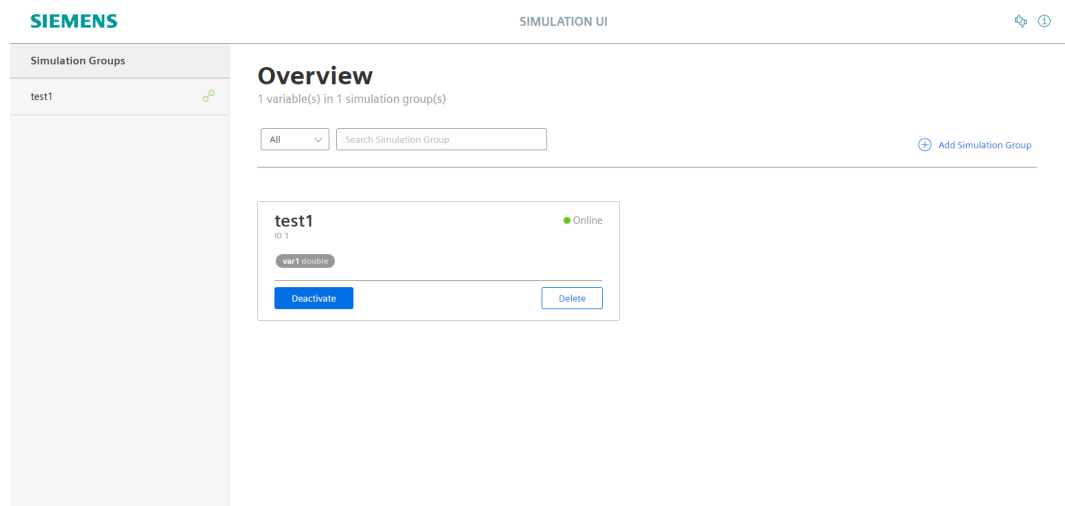 SIEMENS
SIMULATION UI
Simulation Groups
test1
Overview
1 variable(s) in 1 simulation group(s)
All
Search Simulation Group
Add Simulation Group
test1
Online
ID 1
var1 double
Deactivate
Delete